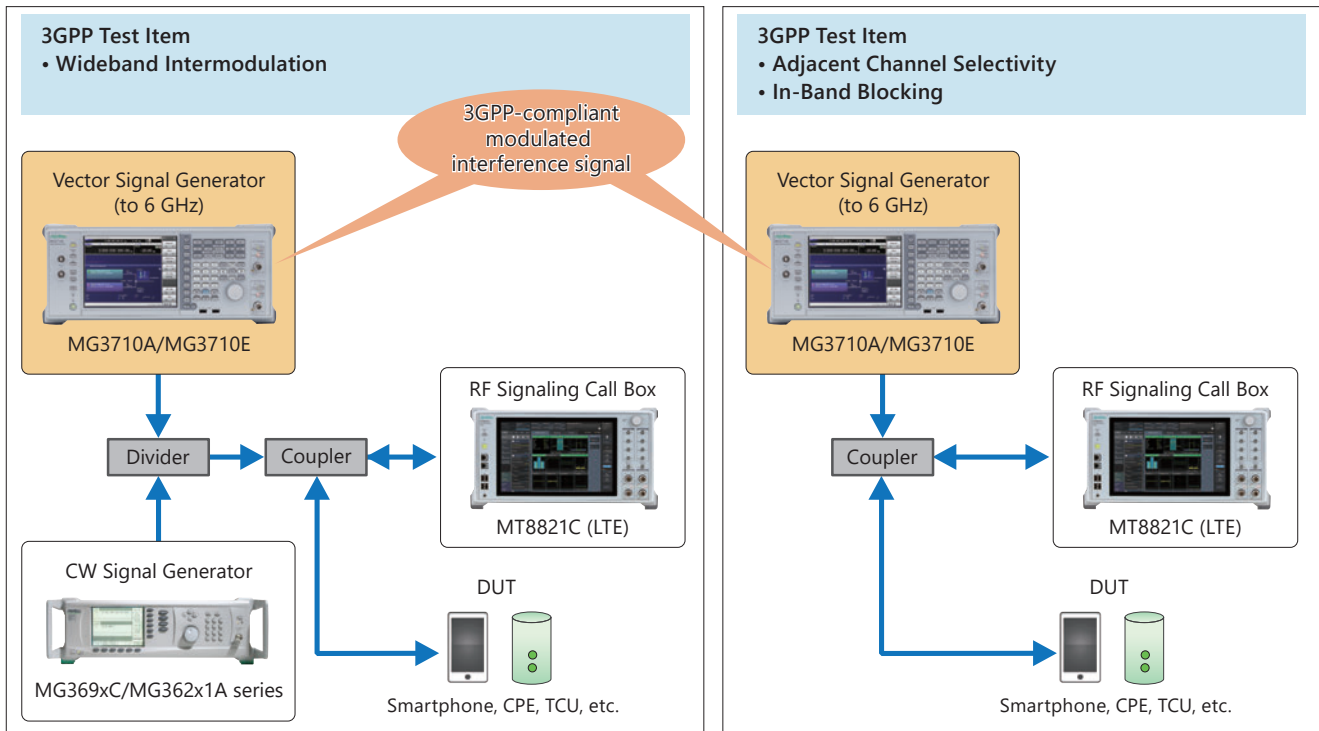 3GPP Test Item
• Wideband Intermodulation
3GPP-compliant
modulated
interference signal
Vector Signal Generator
(to 6 GHz)
MG3710A/MG3710E
RF Signaling Call Box
MT8821C (LTE)
Divider
Coupler
CW Signal Generator
MG369xC/MG362x1A series
DUT
Smartphone, CPE, TCU, etc.
3GPP Test Item
• Adjacent Channel Selectivity
• In-Band Blocking
Vector Signal Generator
(to 6 GHz)
MG3710A/MG3710E
RF Signaling Call Box
MT8821C (LTE)
Coupler
DUT
Smartphone, CPE, TCU, etc.